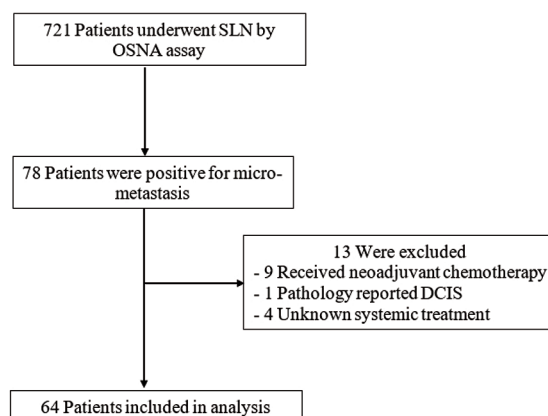 721 Patients underwent SLN by
OSNA assay
78 Patients were positive for micro-
metastasis
13 Were excluded
- 9 Received neoadjuvant chemotherapy
- 1 Pathology reported DCIS
- 4 Unknown systemic treatment
64 Patients included in analysis